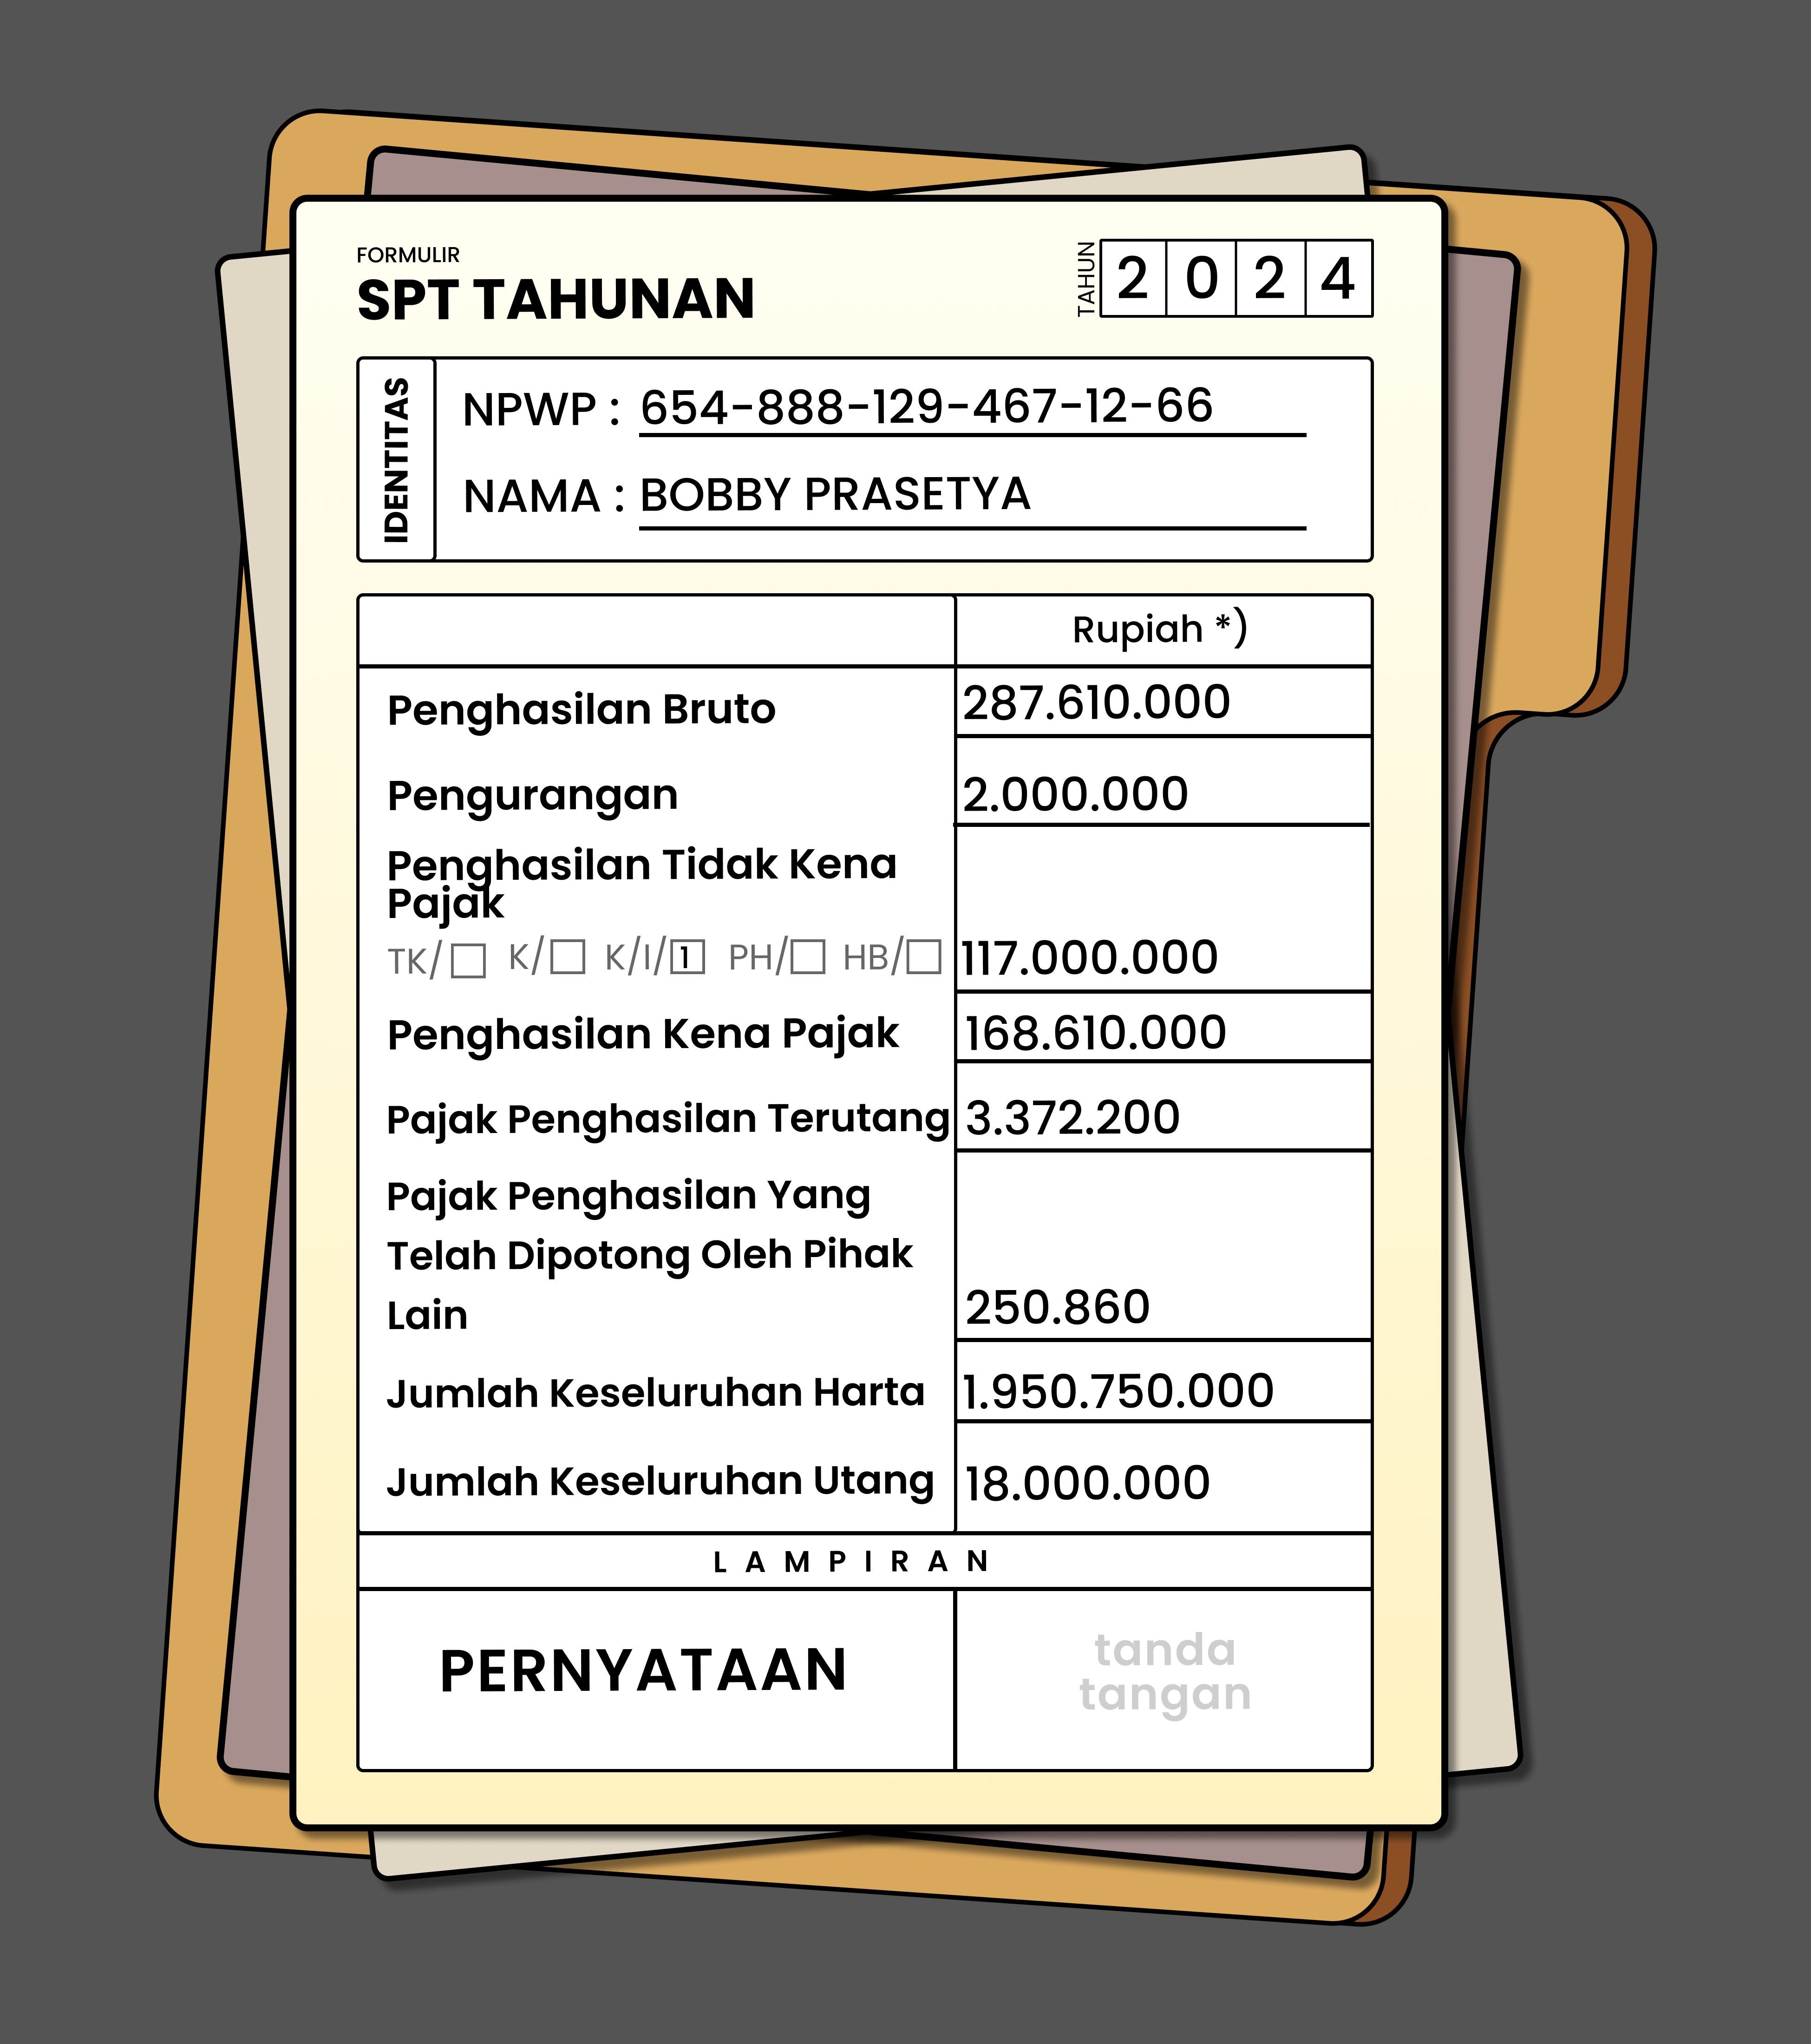 FORMULIR
SPT TAHUNAN
TAHUN 2 0 2 4
IDENTITAS
NPWP : 654-888-129-467-12-66
NAMA : BOBBY PRASETYA
Rupiah *)
Penghasilan Bruto 287.610.000
Pengurangan 2.000.000
Penghasilan Tidak Kena
Pajak
TK/ K/ K/I/ 1 PH/ HB/ 117.000.000
Penghasilan Kena Pajak 168.610.000
Pajak Penghasilan Terutang 3.372.200
Pajak Penghasilan Yang
Telah Dipotong Oleh Pihak
Lain 250.860
Jumlah Keseluruhan Harta 1.950.750.000
Jumlah Keseluruhan Utang 18.000.000
LAMPIRAN
PERNYATAAN
tanda
tangan